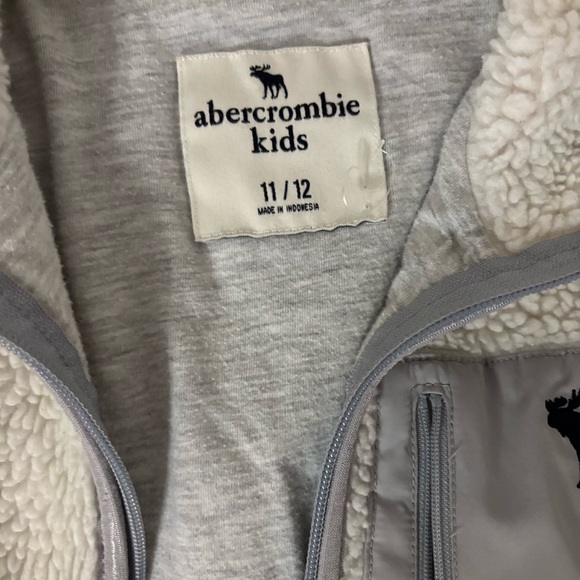 abercrombie
kids
11 / 12
MADE IN INDONESIA